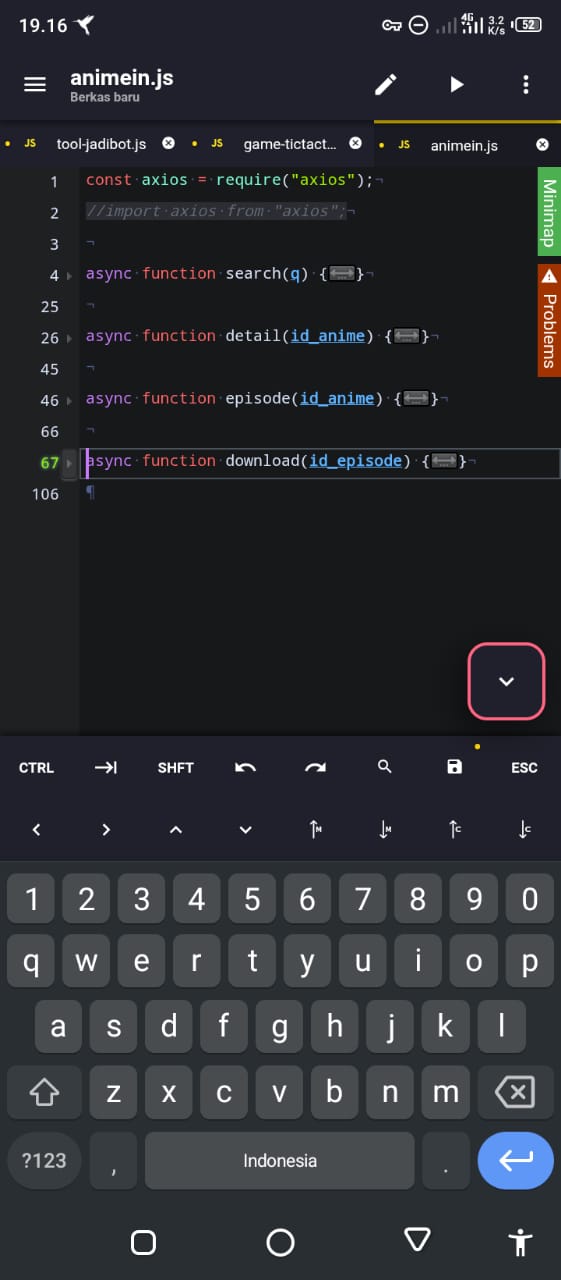 19.16 4G 3.2 K/s 52
animein.js
Berkas baru
JS tool-jadibot.js JS game-tictact... JS animein.js
1 const axios = require("axios");
2 //import axios from "axios";
3
4 async function search(q) {}
25
26 async function detail(id_anime) {}
45
46 async function episode(id_anime) {}
66
67 async function download(id_episode) {}
106
Minimap
Problems
CTRL SHFT ESC
M M C C
1 2 3 4 5 6 7 8 9 0
q w e r t y u i o p
a s d f g h j k l
z x c v b n m
?123 , Indonesia .